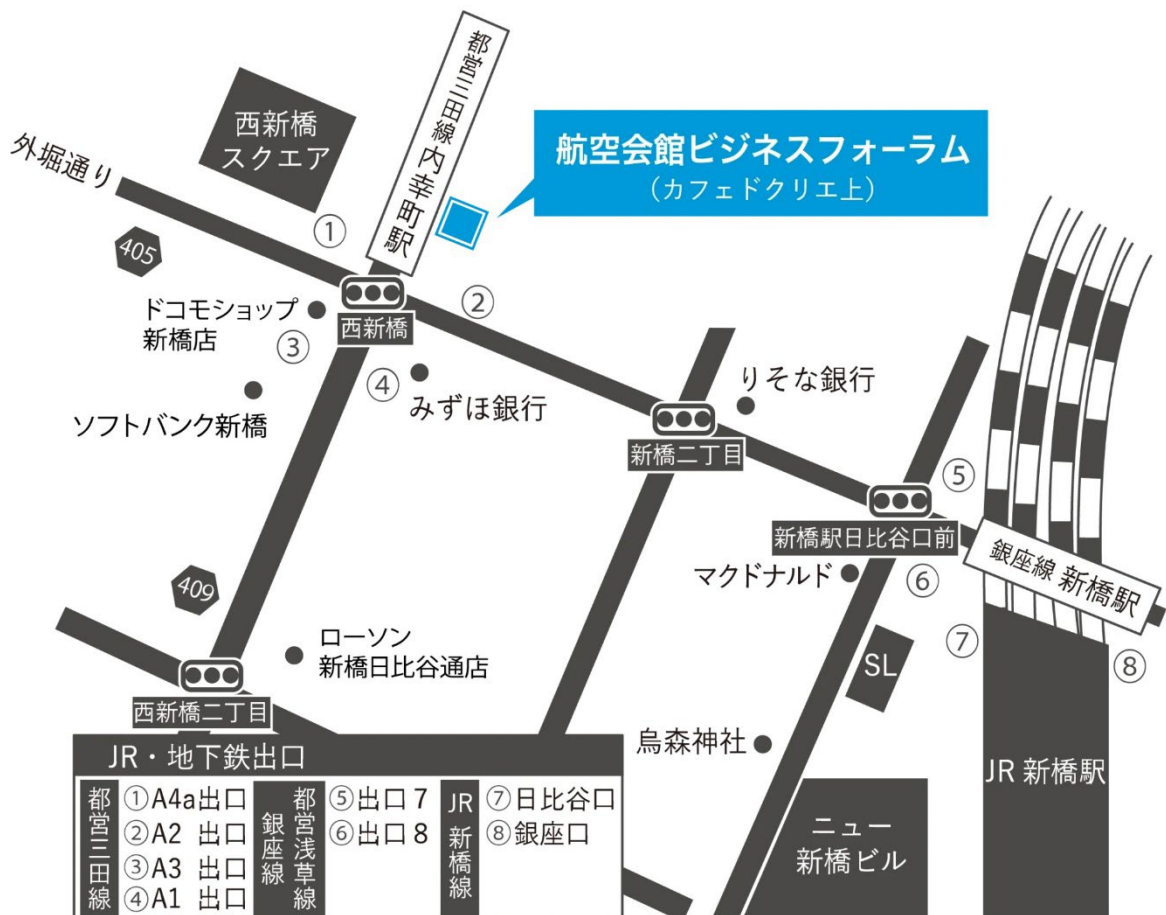 都営三田線 内幸町駅
西新橋
スクエア
航空会館ビジネスフォーラム
（カフェドクリエ上）
外堀通り
①
405
②
ドコモショップ
新橋店
西新橋
③
④
みずほ銀行
りそな銀行
ソフトバンク新橋
新橋二丁目
⑤
新橋駅日比谷口前
銀座線 新橋駅
マクドナルド
⑥
409
ローソン
新橋日比谷通店
⑦
⑧
SL
西新橋二丁目
烏森神社
JR 新橋駅
ニュー
新橋ビル
JR・地下鉄出口
都営三田線
①A4a出口
②A2 出口
③A3 出口
④A1 出口
都営浅草線
銀座線
⑤出口7
⑥出口8
JR 新橋線
⑦日比谷口
⑧銀座口